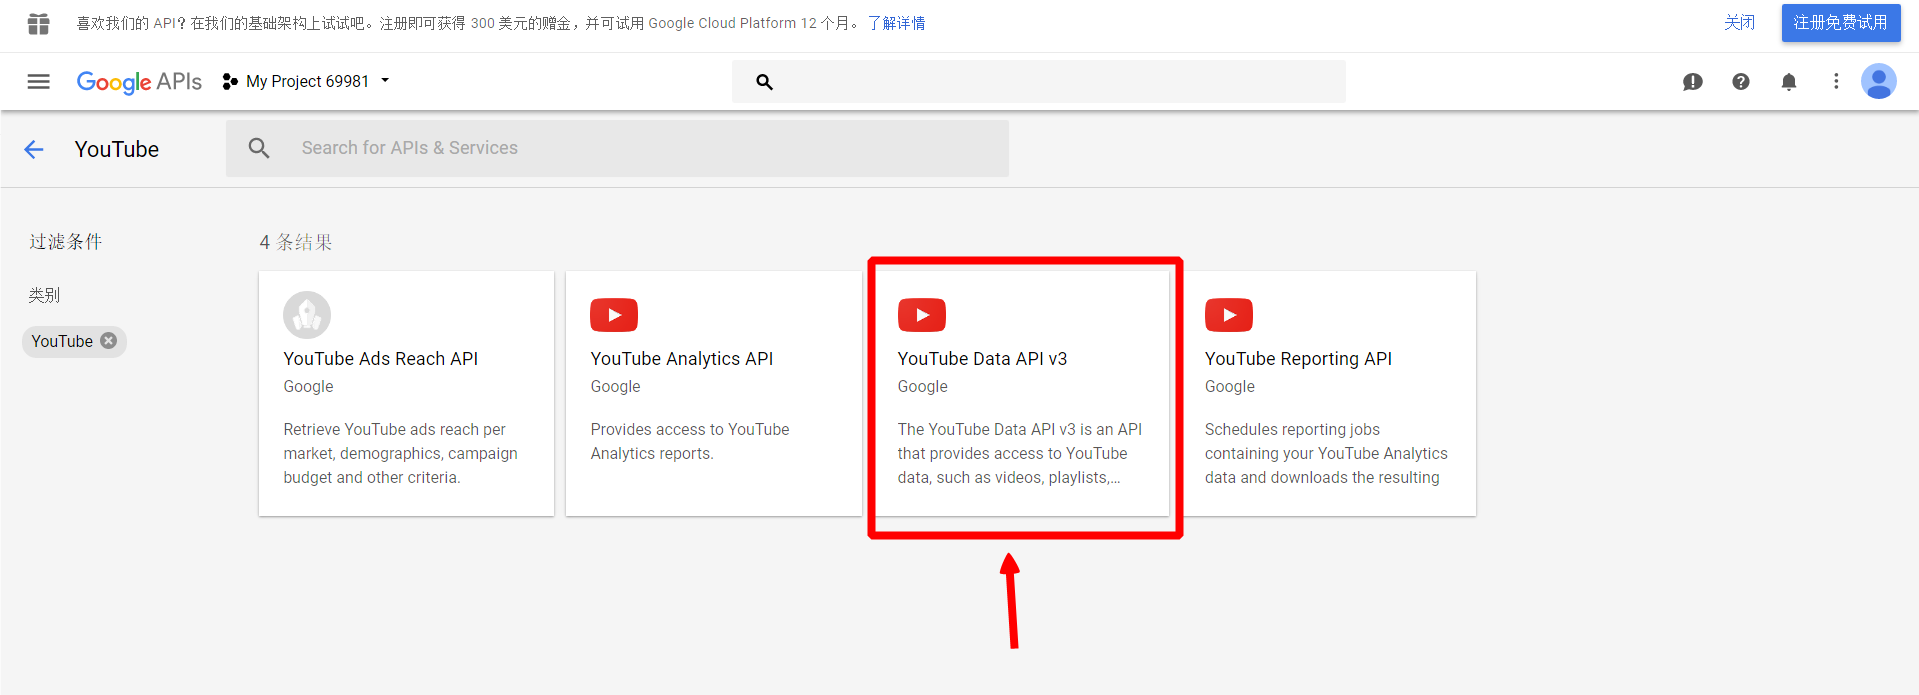 喜欢我们的 API？在我们的基础架构上试试吧。注册即可获得 300 美元的赠金，并可试用 Google Cloud Platform 12 个月。 了解详情
关闭
注册免费试用
Google APIs
My Project 69981
YouTube
Search for APIs & Services
过滤条件
类别
YouTube
4 条结果
YouTube Ads Reach API
Google
Retrieve YouTube ads reach per
market, demographics, campaign
budget and other criteria.
YouTube Analytics API
Google
Provides access to YouTube
Analytics reports.
YouTube Data API v3
Google
The YouTube Data API v3 is an API
that provides access to YouTube
data, such as videos, playlists,...
YouTube Reporting API
Google
Schedules reporting jobs
containing your YouTube Analytics
data and downloads the resulting